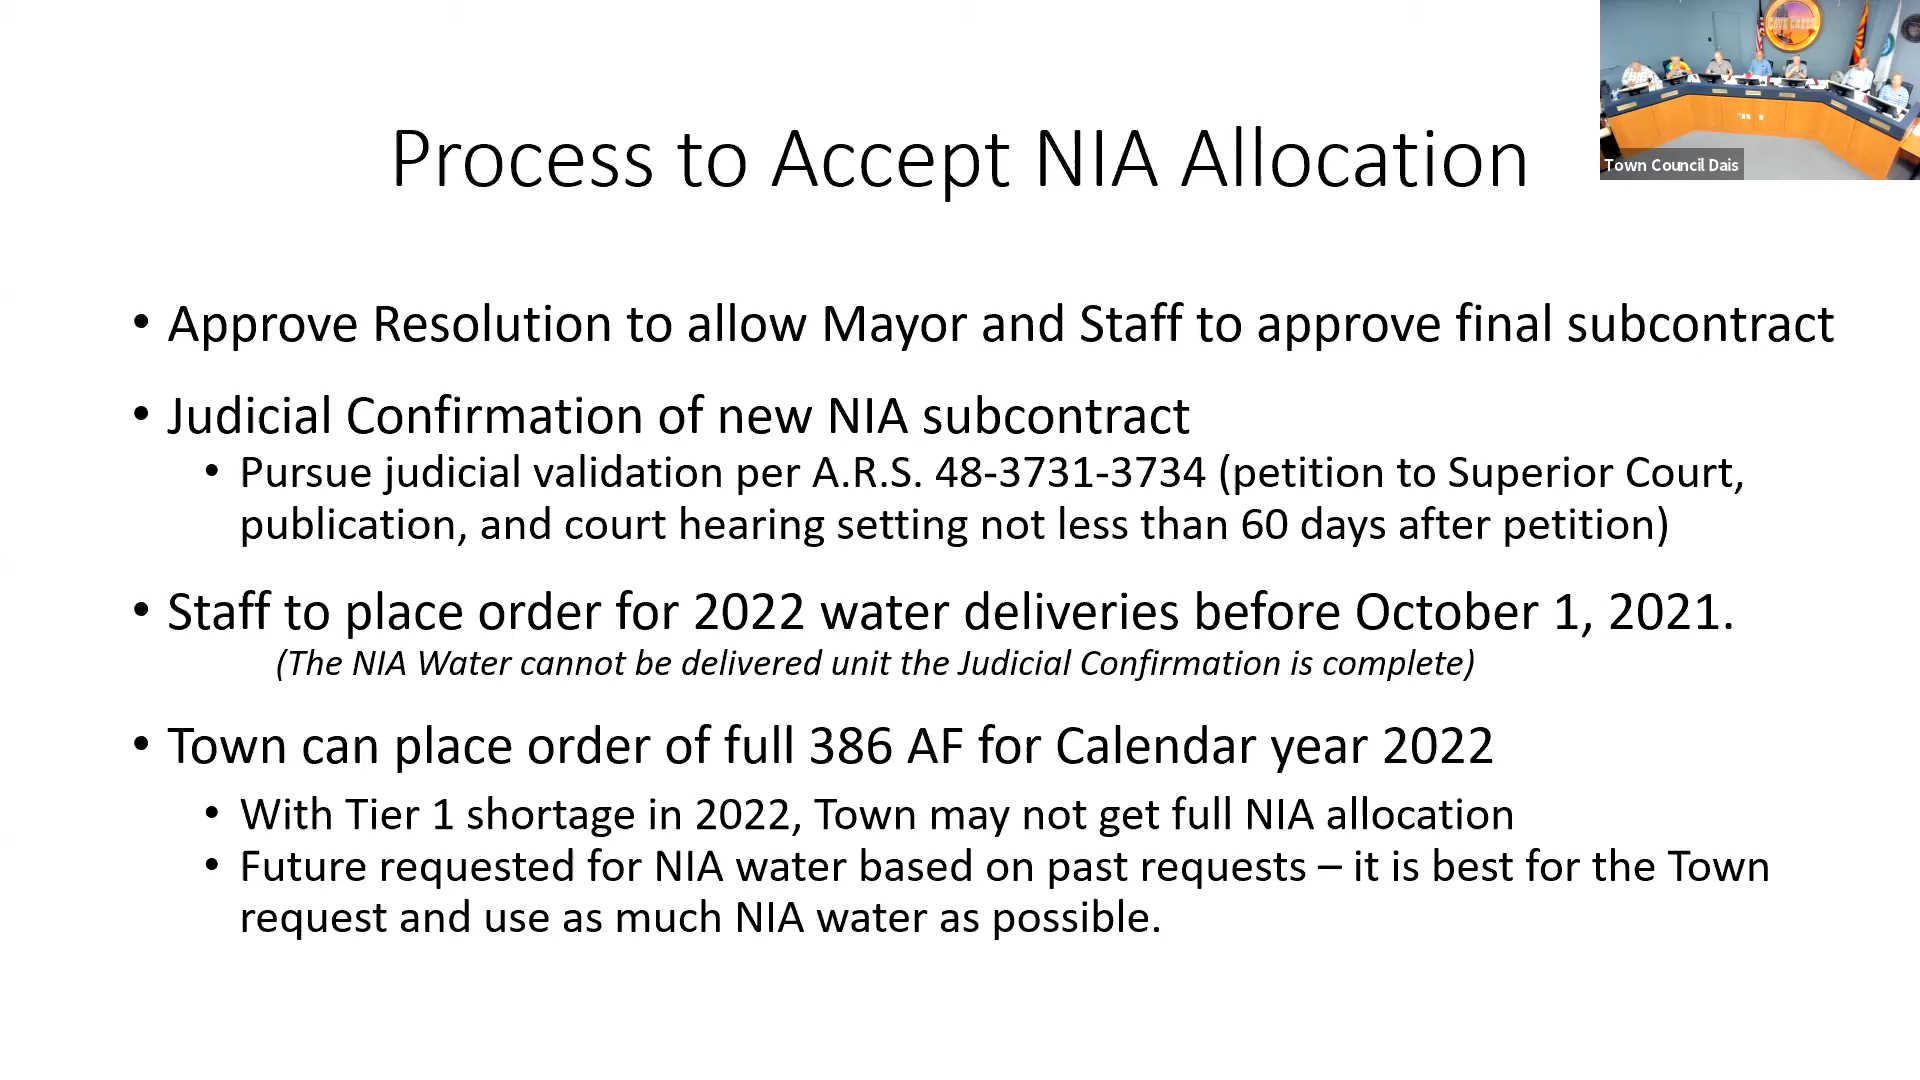 CAVE CREEK
Town Council Dais
Process to Accept NIA Allocation
• Approve Resolution to allow Mayor and Staff to approve final subcontract
• Judicial Confirmation of new NIA subcontract
• Pursue judicial validation per A.R.S. 48-3731-3734 (petition to Superior Court,
publication, and court hearing setting not less than 60 days after petition)
• Staff to place order for 2022 water deliveries before October 1, 2021.
(The NIA Water cannot be delivered unit the Judicial Confirmation is complete)
• Town can place order of full 386 AF for Calendar year 2022
• With Tier 1 shortage in 2022, Town may not get full NIA allocation
• Future requested for NIA water based on past requests – it is best for the Town
request and use as much NIA water as possible.